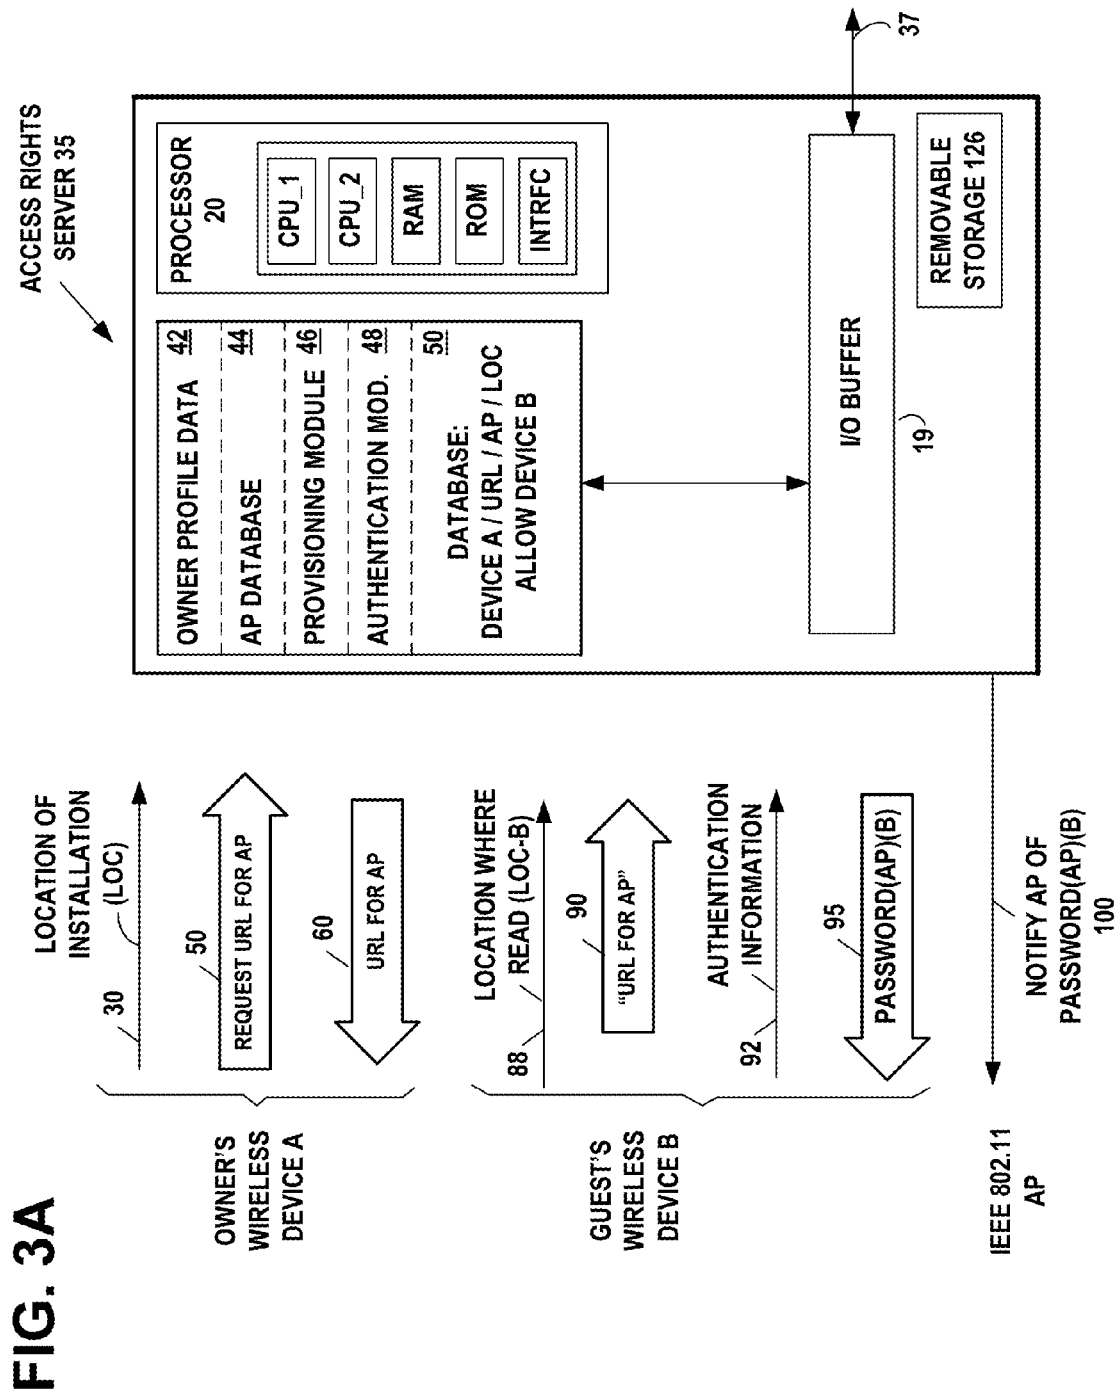 FIG. 3A
ACCESS RIGHTS
SERVER 35
OWNER'S
WIRELESS
DEVICE A
LOCATION OF
INSTALLATION
(LOC)
30
50
REQUEST URL FOR AP
60
URL FOR AP
GUEST'S
WIRELESS
DEVICE B
LOCATION WHERE
READ (LOC-B)
88
90
"URL FOR AP"
AUTHENTICATION
INFORMATION
92
95
PASSWORD(AP)(B)
IEEE 802.11
AP
NOTIFY AP OF
PASSWORD(AP)(B)
100
OWNER PROFILE DATA 42
AP DATABASE 44
PROVISIONING MODULE 46
AUTHENTICATION MOD. 48
50
DATABASE:
DEVICE A / URL / AP / LOC
ALLOW DEVICE B
PROCESSOR
20
CPU_1
CPU_2
RAM
ROM
INTRFC
I/O BUFFER
19
REMOVABLE
STORAGE 126
37